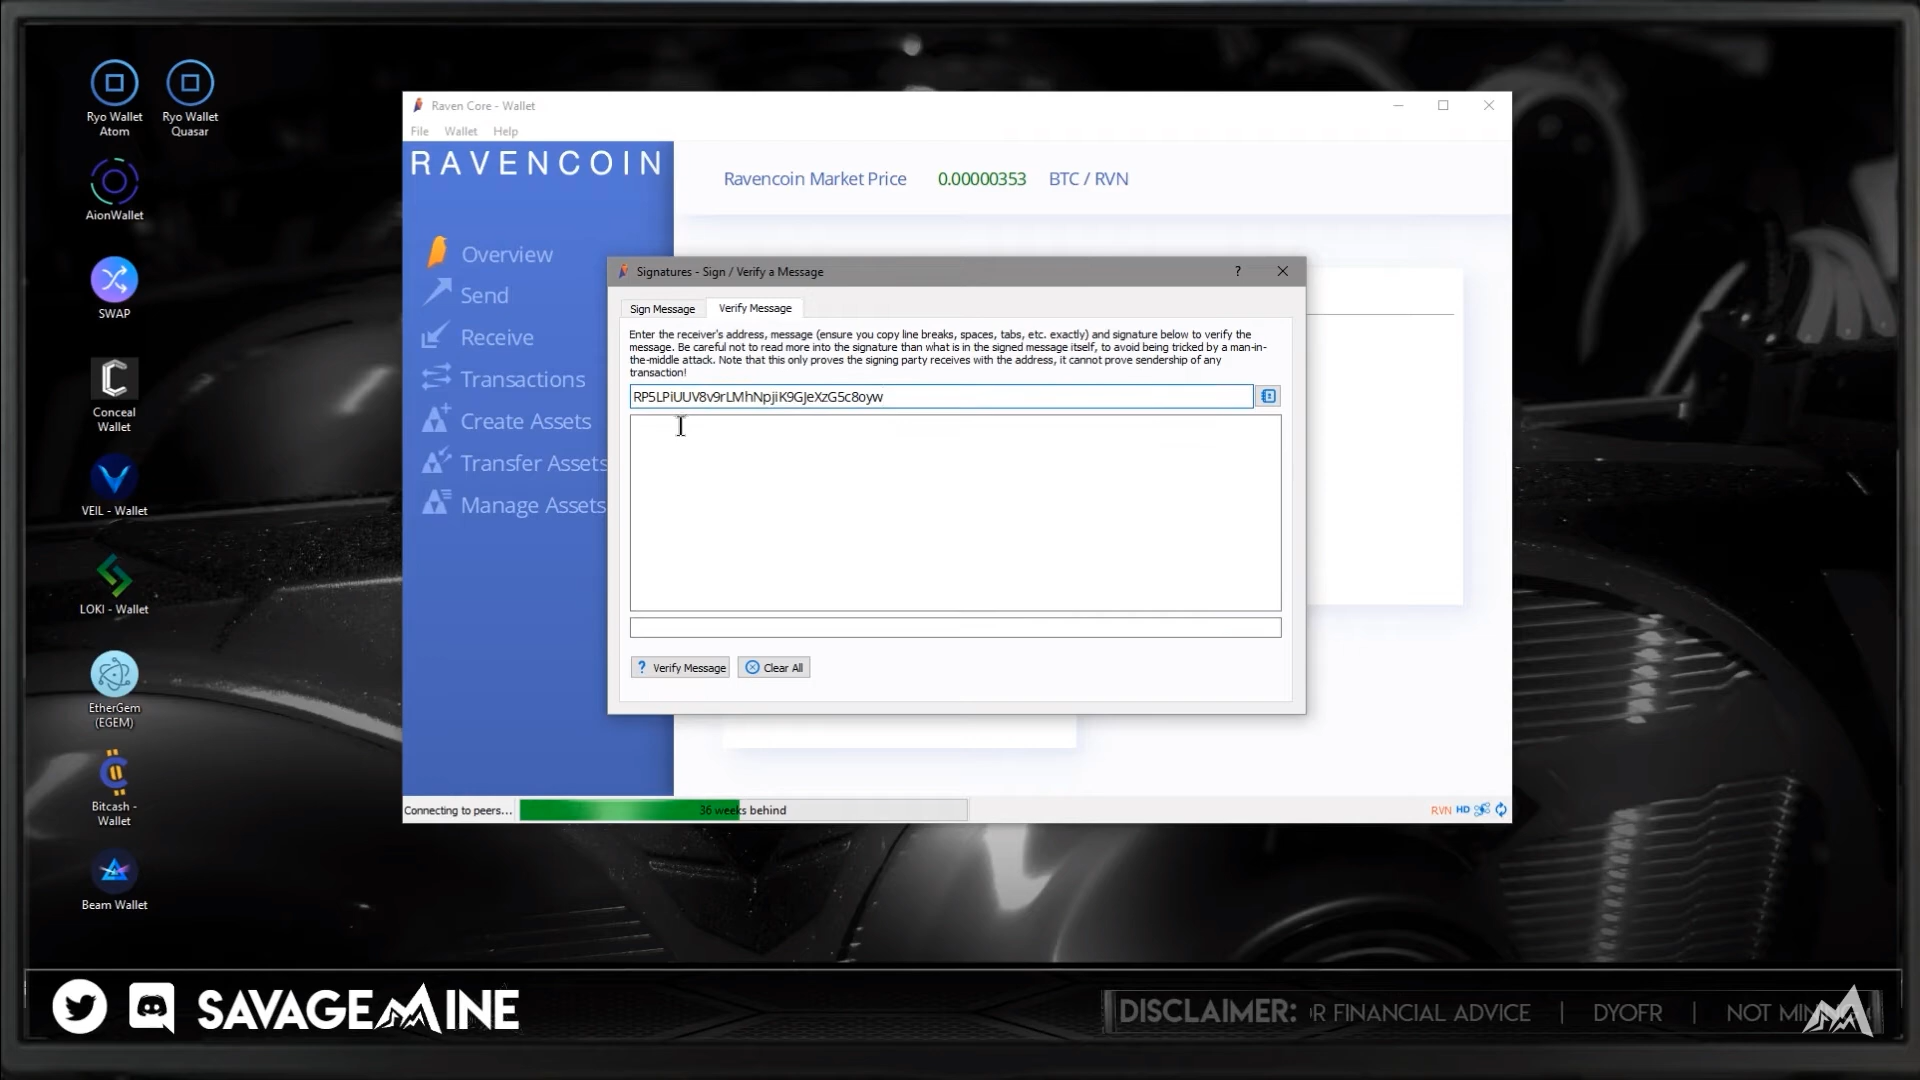 Ryo Wallet
Atom
Ryo Wallet
Quasar
AionWallet
SWAP
Conceal
Wallet
VEIL - Wallet
LOKI - Wallet
EtherGem
(EGEM)
Bitcash -
Wallet
Beam Wallet
Raven Core - Wallet
File Wallet Help
RAVENCOIN
Ravencoin Market Price 0.00000353 BTC / RVN
Overview
Send
Receive
Transactions
Create Assets
Transfer Assets
Manage Assets
Signatures - Sign / Verify a Message
?
Sign Message Verify Message
Enter the receiver's address, message (ensure you copy line breaks, spaces, tabs, etc. exactly) and signature below to verify the
message. Be careful not to read more into the signature than what is in the signed message itself, to avoid being tricked by a man-in-
the-middle attack. Note that this only proves the signing party receives with the address, it cannot prove sendership of any
transaction!
RP5LPiUUV8v9rLMhNpjiK9GJeXzG5c8oyw
? Verify Message Clear All
Connecting to peers... 36 weeks behind
RVN HD
SAVAGEMINE
DISCLAIMER: R FINANCIAL ADVICE | DYOFR | NOT MIN